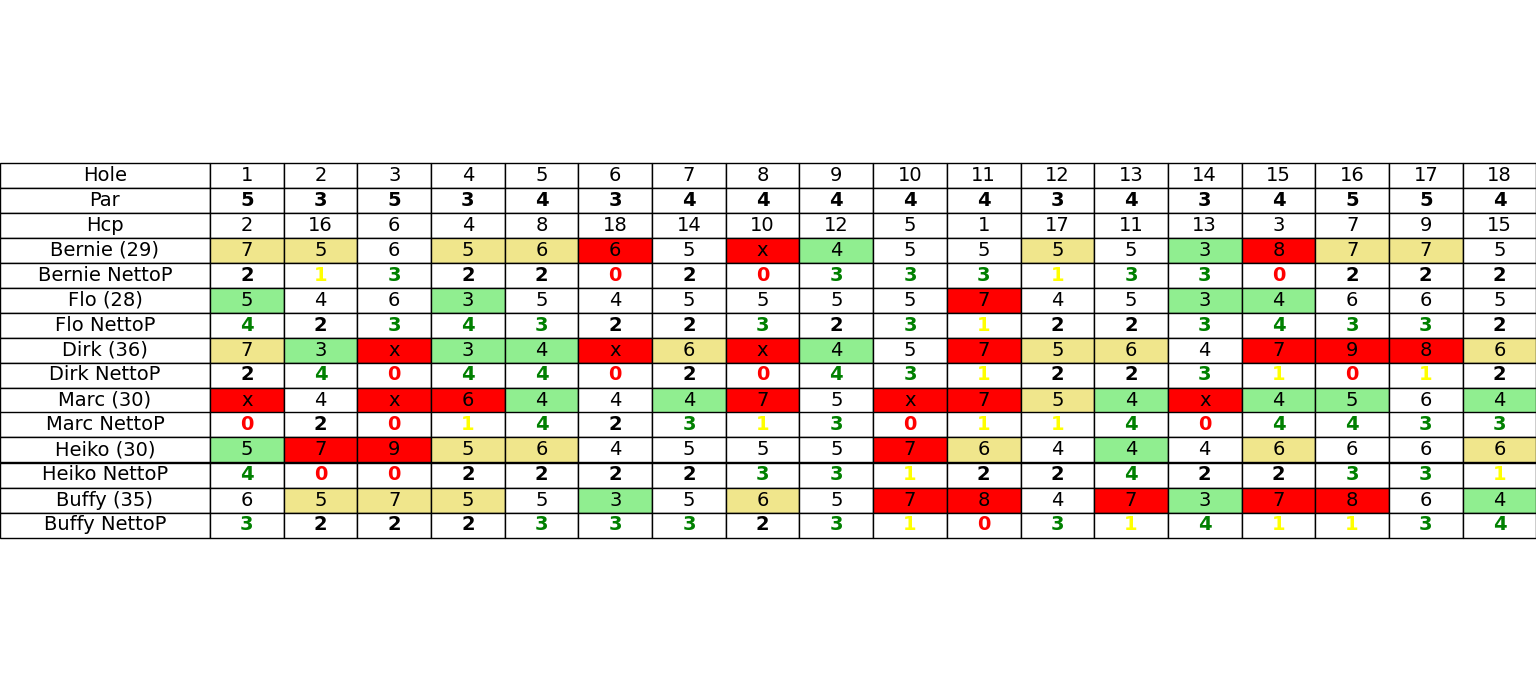 Hole 1 2 3 4 5 6 7 8 9 10 11 12 13 14 15 16 17 18
Par 5 3 5 3 4 3 4 4 4 4 4 3 4 3 4 5 5 4
Hcp 2 16 6 4 8 18 14 10 12 5 1 17 11 13 3 7 9 15
Bernie (29) 7 5 6 5 6 6 5 x 4 5 5 5 5 3 8 7 7 5
Bernie NettoP 2 1 3 2 2 0 2 0 3 3 3 1 3 3 0 2 2 2
Flo (28) 5 4 6 3 5 4 5 5 5 5 7 4 5 3 4 6 6 5
Flo NettoP 4 2 3 4 3 2 2 3 2 3 1 2 2 3 4 3 3 2
Dirk (36) 7 3 x 3 4 x 6 x 4 5 7 5 6 4 7 9 8 6
Dirk NettoP 2 4 0 4 4 0 2 0 4 3 1 2 2 3 1 0 1 2
Marc (30) x 4 x 6 4 4 4 7 5 x 7 5 4 x 4 5 6 4
Marc NettoP 0 2 0 1 4 2 3 1 3 0 1 1 4 0 4 4 3 3
Heiko (30) 5 7 9 5 6 4 5 5 5 7 6 4 4 4 6 6 6 6
Heiko NettoP 4 0 0 2 2 2 2 3 3 1 2 2 4 2 2 3 3 1
Buffy (35) 6 5 7 5 5 3 5 6 5 7 8 4 7 3 7 8 6 4
Buffy NettoP 3 2 2 2 3 3 3 2 3 1 0 3 1 4 1 1 3 4